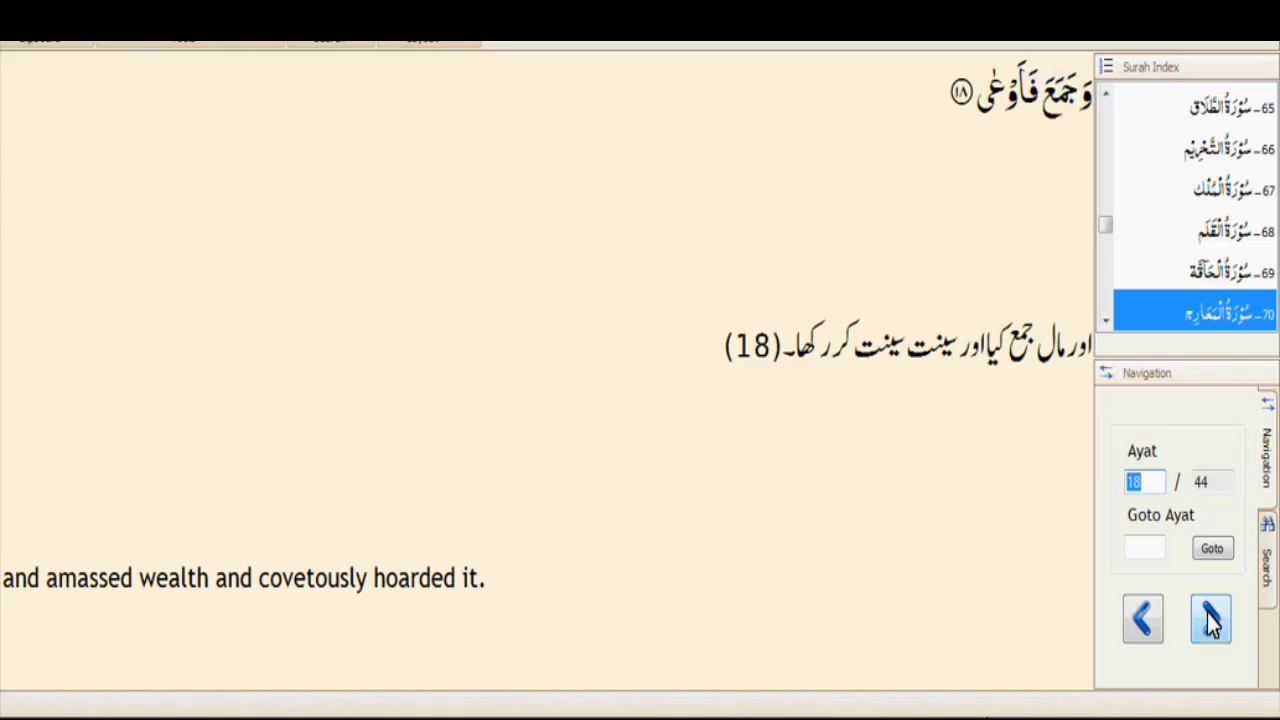 وَجَمَعَ فَأَوْعٰى ۝١٨
اور مال جمع کیا اور سینت سینت کر رکھا۔ (18)
and amassed wealth and covetously hoarded it.
Surah Index
65- سُوْرَةُ الطَّلَاق
66- سُوْرَةُ التَّحْرِيْم
67- سُوْرَةُ الْمُلْك
68- سُوْرَةُ الْقَلَم
69- سُوْرَةُ الْحَآقَّة
70- سُوْرَةُ الْمَعَارِج
Navigation
Ayat
18 / 44
Goto Ayat
Goto
Navigation
Search